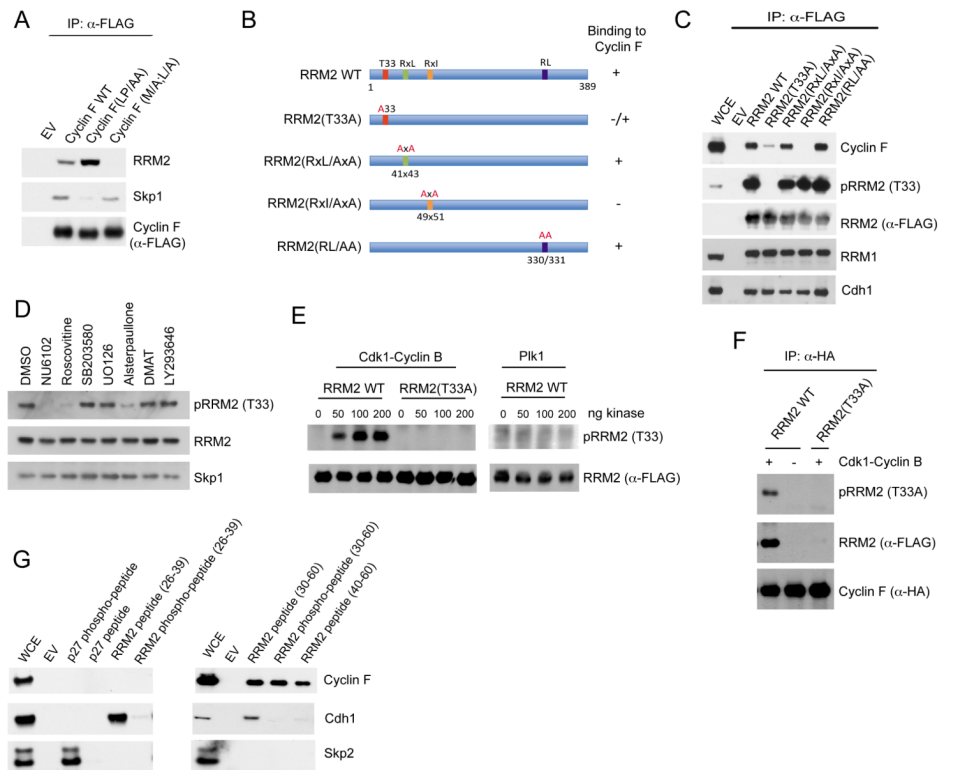 A
IP: α-FLAG
EV
Cyclin F WT
Cyclin F(LP/AA)
Cyclin F (M/A;L/A)
RRM2
Skp1
Cyclin F
(α-FLAG)
B
Binding to
Cyclin F
T33 RxL RxI RL
RRM2 WT +
1 389
A33
RRM2(T33A) -/+
AxA
RRM2(RxL/AxA) +
41x43
AxA
RRM2(RxI/AxA) -
49x51
AA
RRM2(RL/AA) +
330/331
C
IP: α-FLAG
WCE
EV
RRM2 WT
RRM2(T33A)
RRM2(RxL/AxA)
RRM2(RxI/AxA)
RRM2(RL/AA)
Cyclin F
pRRM2 (T33)
RRM2 (α-FLAG)
RRM1
Cdh1
D
DMSO
NU6102
Roscovitine
SB203580
UO126
Alsterpaullone
DMAT
LY293646
pRRM2 (T33)
RRM2
Skp1
E
Cdk1-Cyclin B Plk1
RRM2 WT RRM2(T33A) RRM2 WT
0 50 100 200 0 50 100 200 ng kinase 0 50 100 200
pRRM2 (T33)
RRM2 (α-FLAG)
F
IP: α-HA
RRM2 WT
RRM2(T33A)
+ - + Cdk1-Cyclin B
pRRM2 (T33A)
RRM2 (α-FLAG)
Cyclin F (α-HA)
G
WCE
EV
p27 phospho-peptide
p27 peptide
RRM2 peptide (26-39)
RRM2 phospho-peptide (26-39)
WCE
EV
RRM2 peptide (30-60)
RRM2 phospho-peptide (30-60)
RRM2 peptide (40-60)
Cyclin F
Cdh1
Skp2